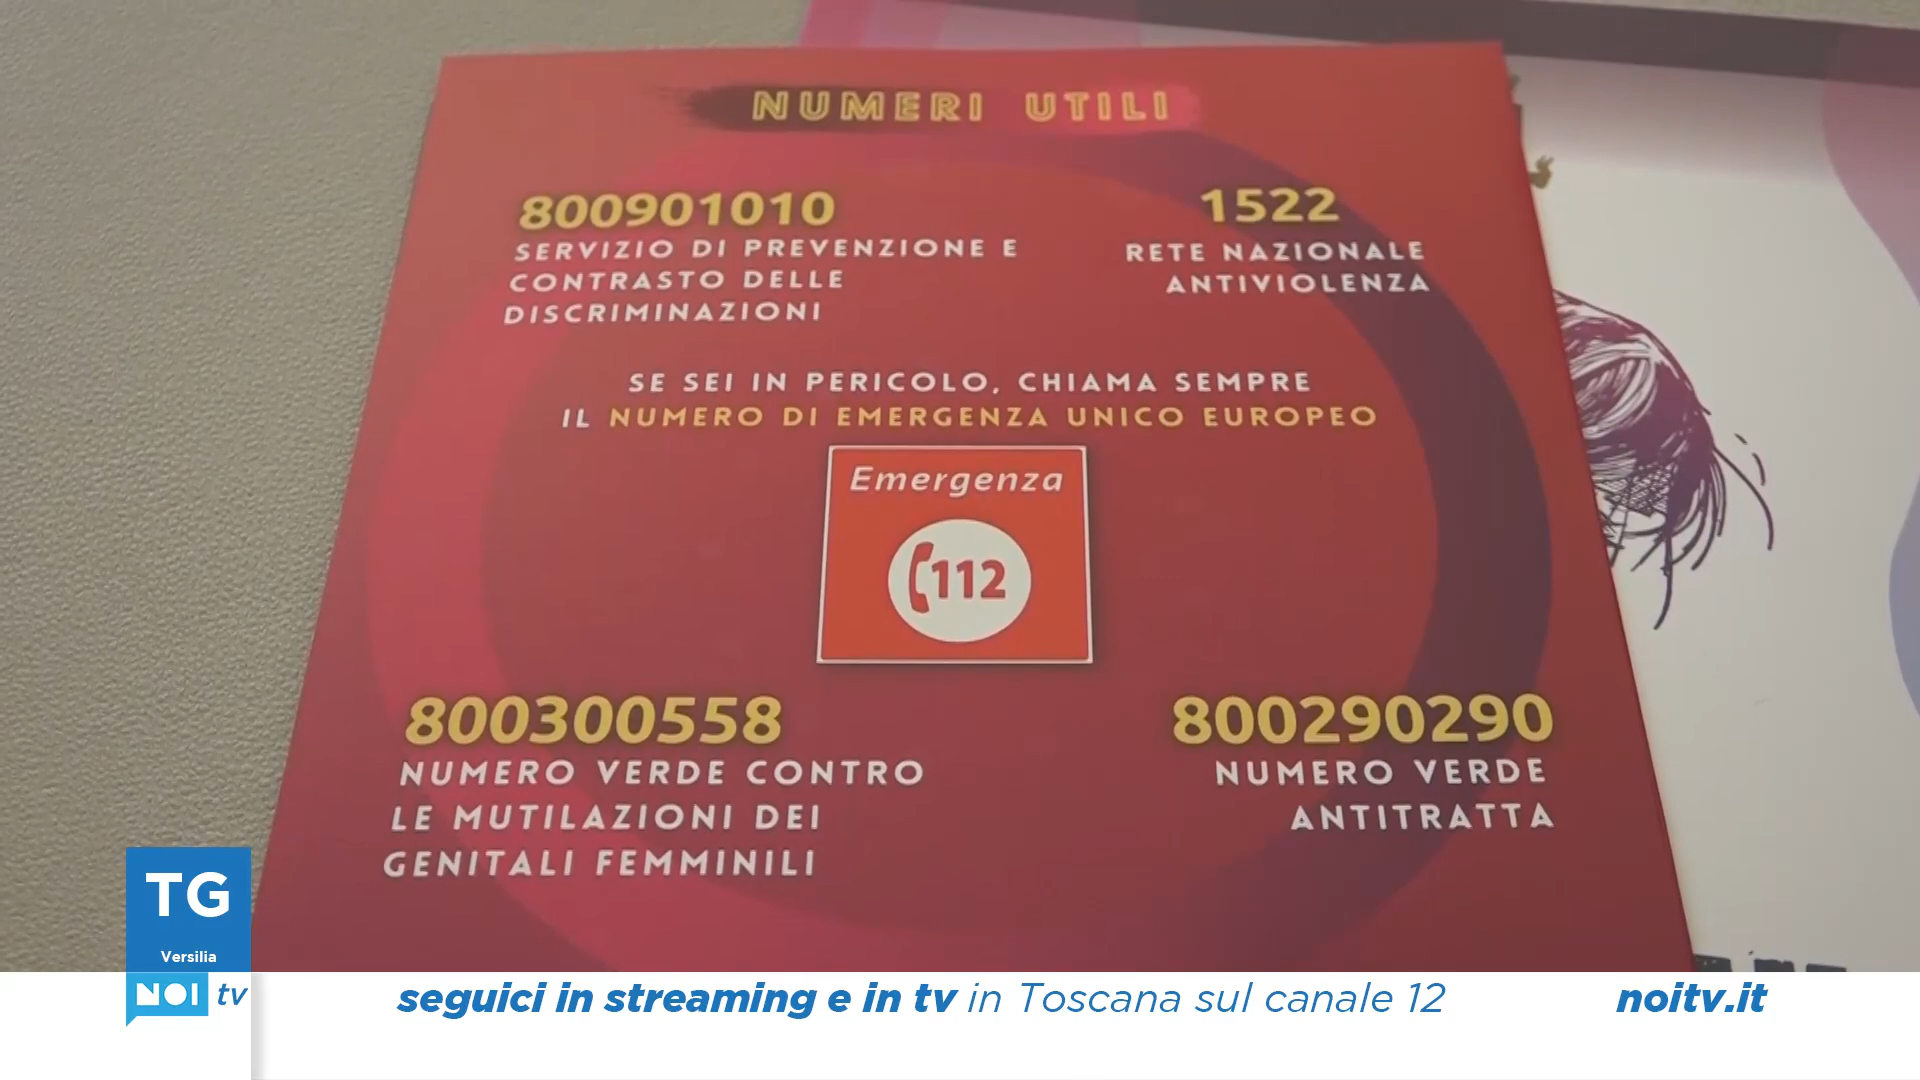 NUMERI UTILI
800901010
SERVIZIO DI PREVENZIONE E
CONTRASTO DELLE
DISCRIMINAZIONI
1522
RETE NAZIONALE
ANTIVIOLENZA
SE SEI IN PERICOLO, CHIAMA SEMPRE
IL NUMERO DI EMERGENZA UNICO EUROPEO
Emergenza
112
800300558
NUMERO VERDE CONTRO
LE MUTILAZIONI DEI
GENITALI FEMMINILI
800290290
NUMERO VERDE
ANTITRATTA
TG
Versilia
NOI tv
seguici in streaming e in tv in Toscana sul canale 12
noitv.it